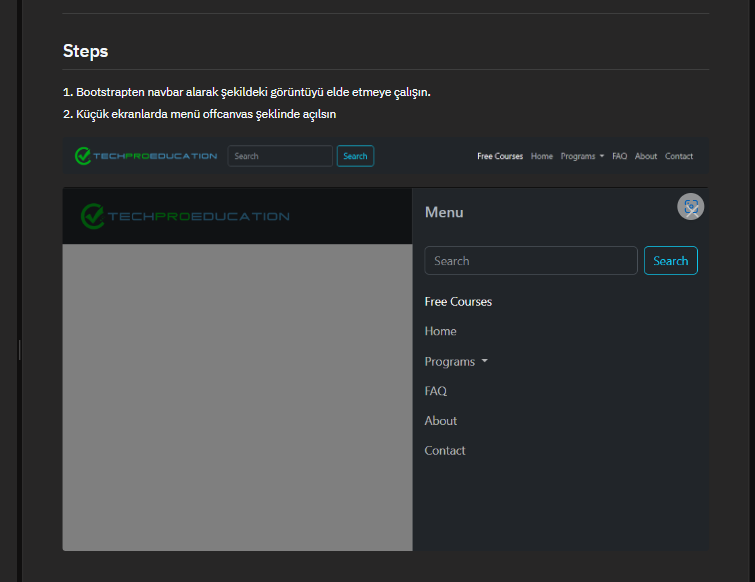 Steps
1. Bootstrapten navbar alarak şekildeki görüntüyü elde etmeye çalışın.
2. Küçük ekranlarda menü offcanvas şeklinde açılsın
TECHPROEDUCATION Search Search Free Courses Home Programs FAQ About Contact
TECHPROEDUCATION
Menu
Search Search
Free Courses
Home
Programs
FAQ
About
Contact